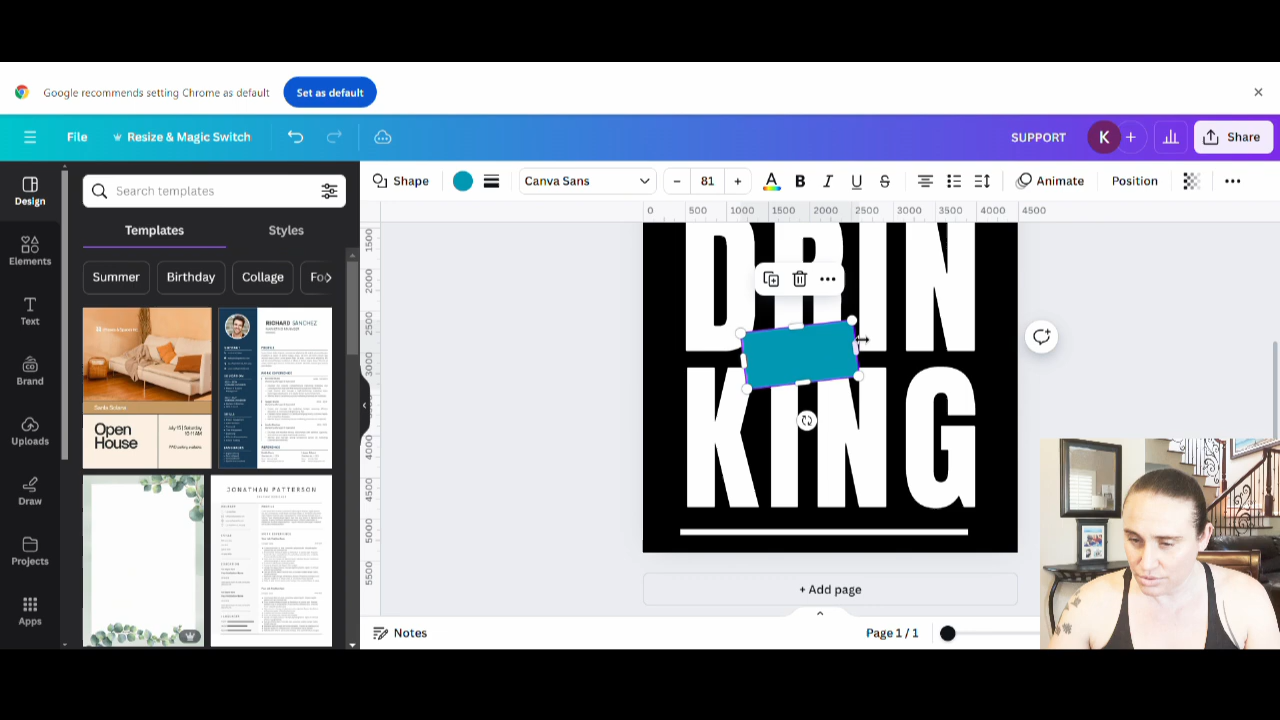 Google recommends setting Chrome as default
Set as default
File
Resize & Magic Switch
SUPPORT
K
Share
Design
Elements
Text
Brand
Uploads
Draw
Projects
Search templates
Templates
Styles
Summer
Birthday
Collage
Foo
Open
House
RICHARD SANCHEZ
JONATHAN PATTERSON
Shape
Canva Sans
81
A
B
I
U
S
Animate
Position
0 500 1000 1500 2000 2500 3000 3500 4000 4500
1500
2000
2500
3000
3500
4000
4500
5000
5500
DRIN
KING
+ Add page
Notes
Page 1 / 1